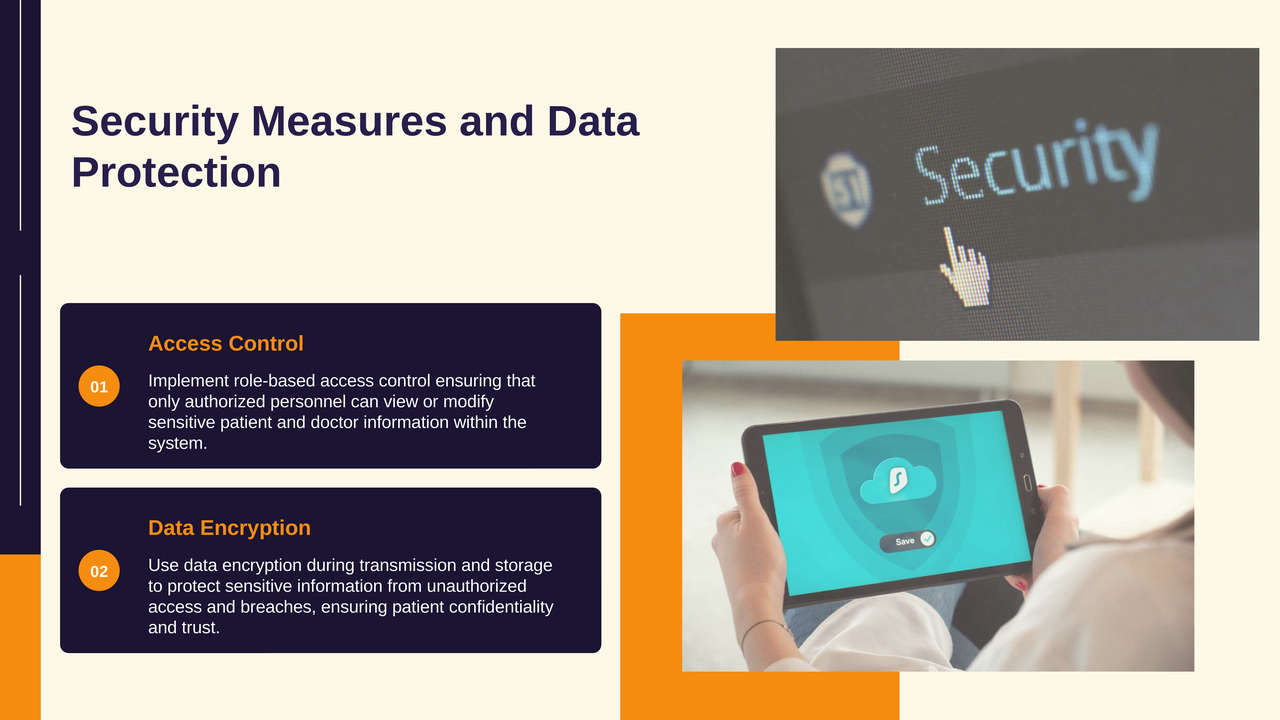 Security Measures and Data
Protection
Security
01
Access Control
Implement role-based access control ensuring that
only authorized personnel can view or modify
sensitive patient and doctor information within the
system.
02
Data Encryption
Use data encryption during transmission and storage
to protect sensitive information from unauthorized
access and breaches, ensuring patient confidentiality
and trust.
Save